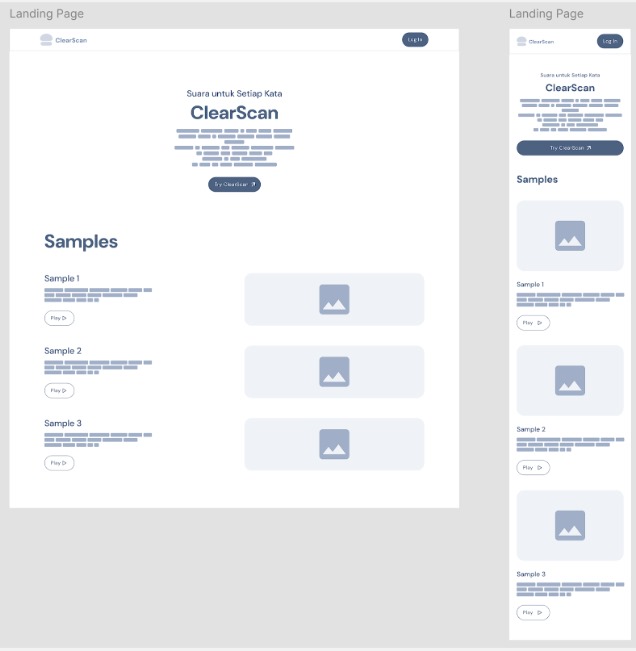 Landing Page
ClearScan
Log In
Suara untuk Setiap Kata
ClearScan
Try ClearScan
Samples
Sample 1
Play
Sample 2
Play
Sample 3
Play
Landing Page
ClearScan
Log In
Suara untuk Setiap Kata
ClearScan
Try ClearScan
Samples
Sample 1
Play
Sample 2
Play
Sample 3
Play